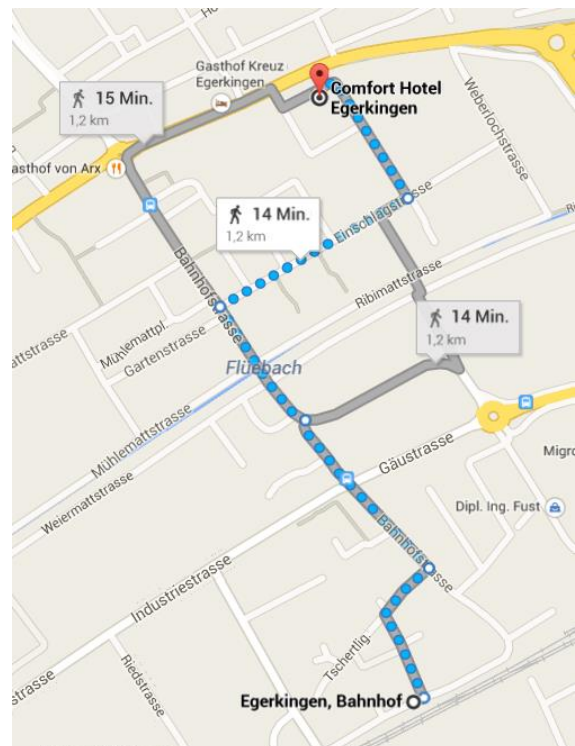 Gasthof Kreuz
Egerkingen
Comfort Hotel
Egerkingen
Weberlochstrasse
15 Min.
1,2 km
asthof von Arx
14 Min.
1,2 km
Einschlagstrasse
Ri
Bahnhofstrasse
Ribimattstrasse
Mühlemattpl.
attstrasse
Gartenstrasse
14 Min.
1,2 km
Flüebach
Mühlemattstrasse
Weiermattstrasse
Gäustrasse
Migro
Dipl. Ing. Fust
Bahnhofstrasse
Industriestrasse
Tschertlig
Riedstrasse
strasse
Egerkingen, Bahnhof